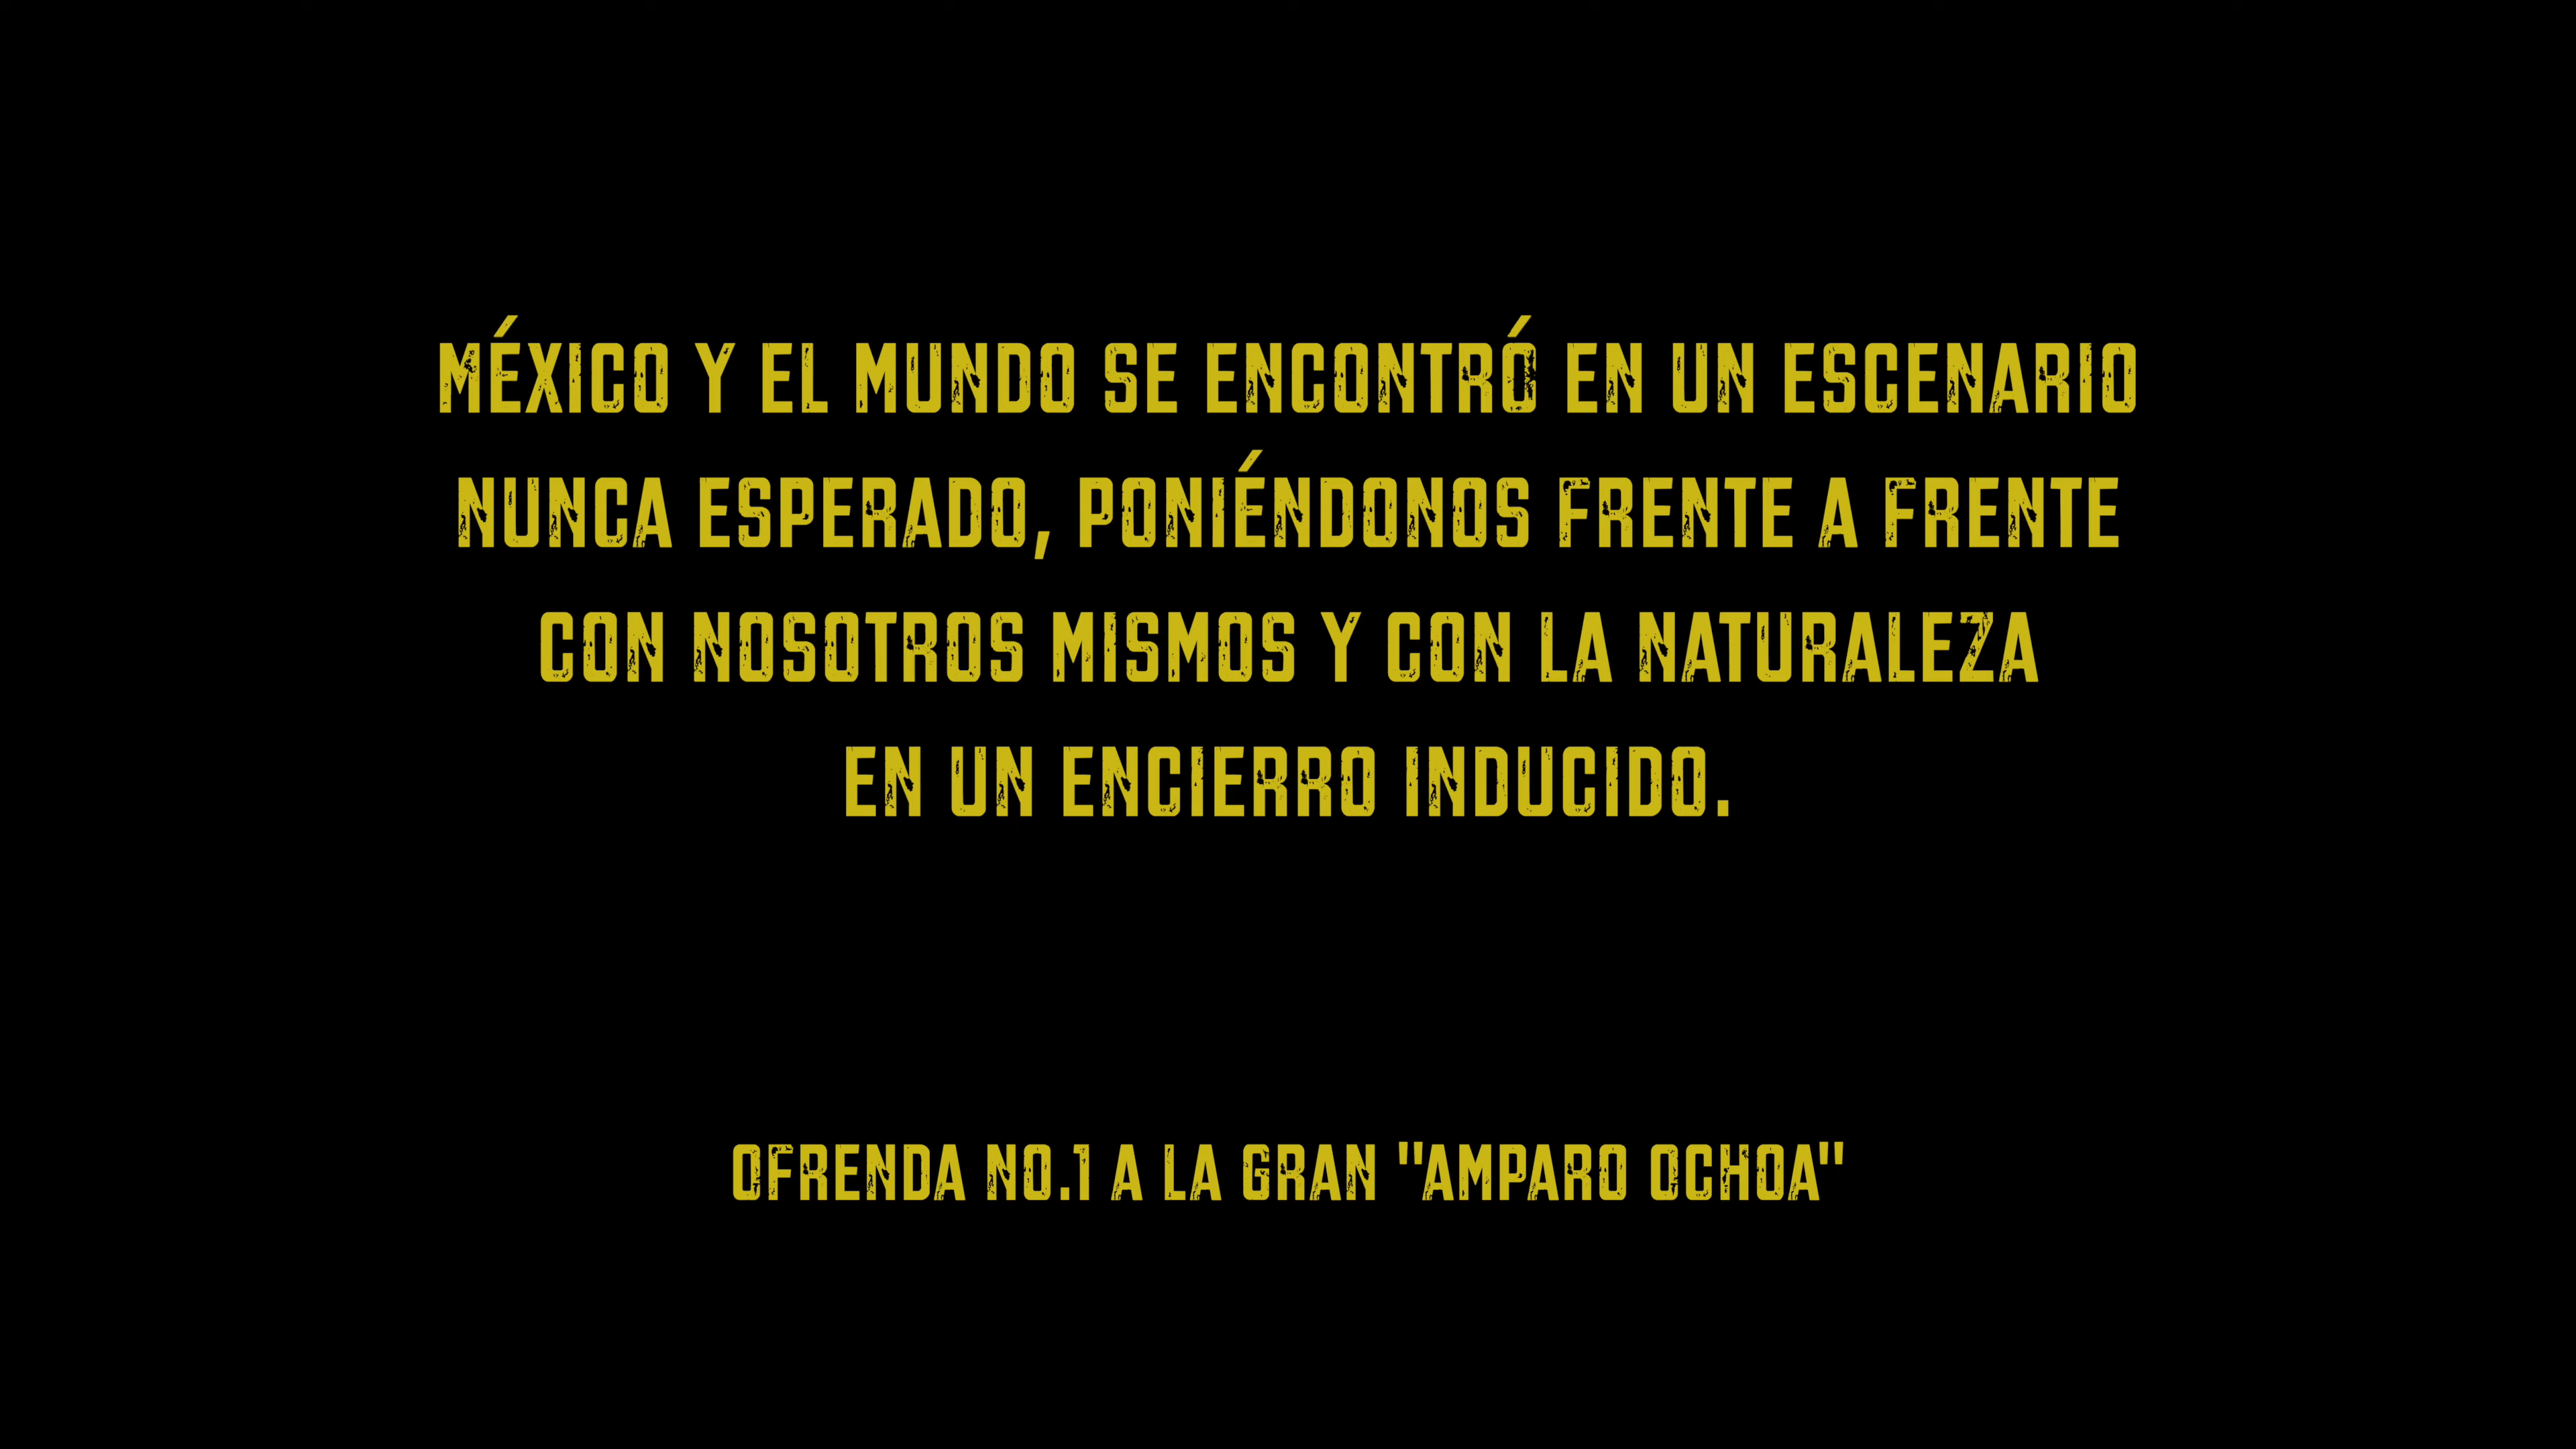 MÉXICO Y EL MUNDO SE ENCONTRÓ EN UN ESCENARIO
NUNCA ESPERADO, PONIÉNDONOS FRENTE A FRENTE
CON NOSOTROS MISMOS Y CON LA NATURALEZA
EN UN ENCIERRO INDUCIDO.
OFRENDA NO.1 A LA GRAN "AMPARO OCHOA"